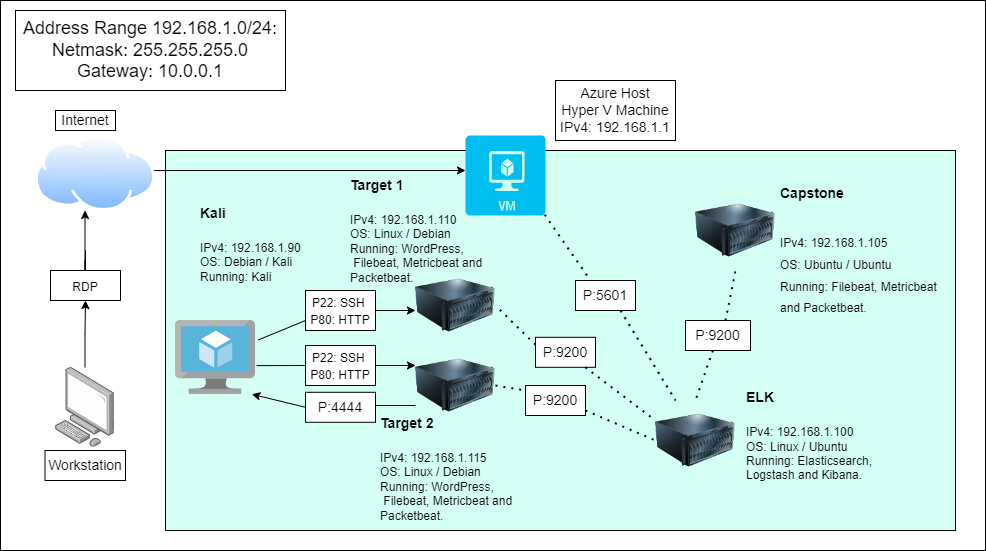 Address Range 192.168.1.0/24:
Netmask: 255.255.255.0
Gateway: 10.0.0.1
Internet
RDP
Workstation
Azure Host
Hyper V Machine
IPv4: 192.168.1.1
VM
Kali
IPv4: 192.168.1.90
OS: Debian / Kali
Running: Kali
Target 1
IPv4: 192.168.1.110
OS: Linux / Debian
Running: WordPress,
Filebeat, Metricbeat and
Packetbeat.
P22: SSH
P80: HTTP
P22: SSH
P80: HTTP
P:4444
Target 2
IPv4: 192.168.1.115
OS: Linux / Debian
Running: WordPress,
Filebeat, Metricbeat and
Packetbeat.
P:5601
P:9200
P:9200
P:9200
Capstone
IPv4: 192.168.1.105
OS: Ubuntu / Ubuntu
Running: Filebeat, Metricbeat
and Packetbeat.
ELK
IPv4: 192.168.1.100
OS: Linux / Ubuntu
Running: Elasticsearch,
Logstash and Kibana.